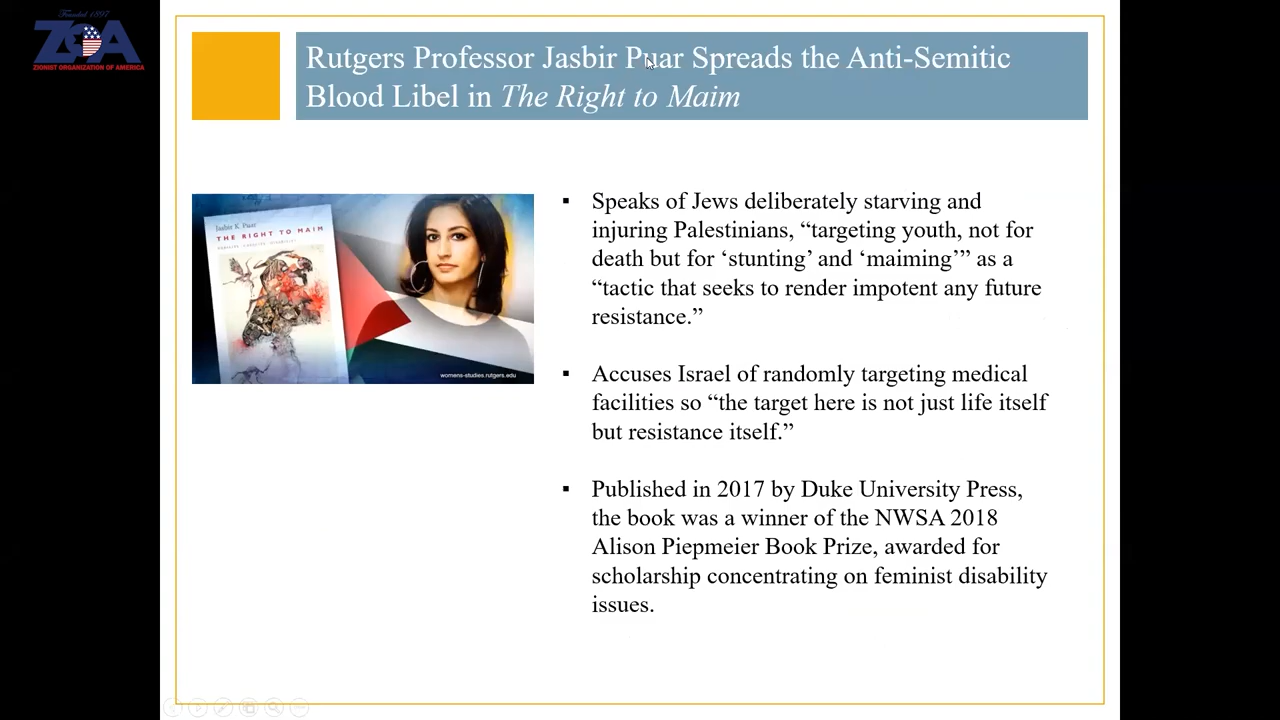 Founded 1897
ZOA
ZIONIST ORGANIZATION OF AMERICA
Rutgers Professor Jasbir Puar Spreads the Anti-Semitic
Blood Libel in The Right to Maim
Jasbir K. Puar
THE RIGHT TO MAIM
womens-studies.rutgers.edu
▪ Speaks of Jews deliberately starving and
injuring Palestinians, “targeting youth, not for
death but for ‘stunting’ and ‘maiming’” as a
“tactic that seeks to render impotent any future
resistance.”
▪ Accuses Israel of randomly targeting medical
facilities so “the target here is not just life itself
but resistance itself.”
▪ Published in 2017 by Duke University Press,
the book was a winner of the NWSA 2018
Alison Piepmeier Book Prize, awarded for
scholarship concentrating on feminist disability
issues.